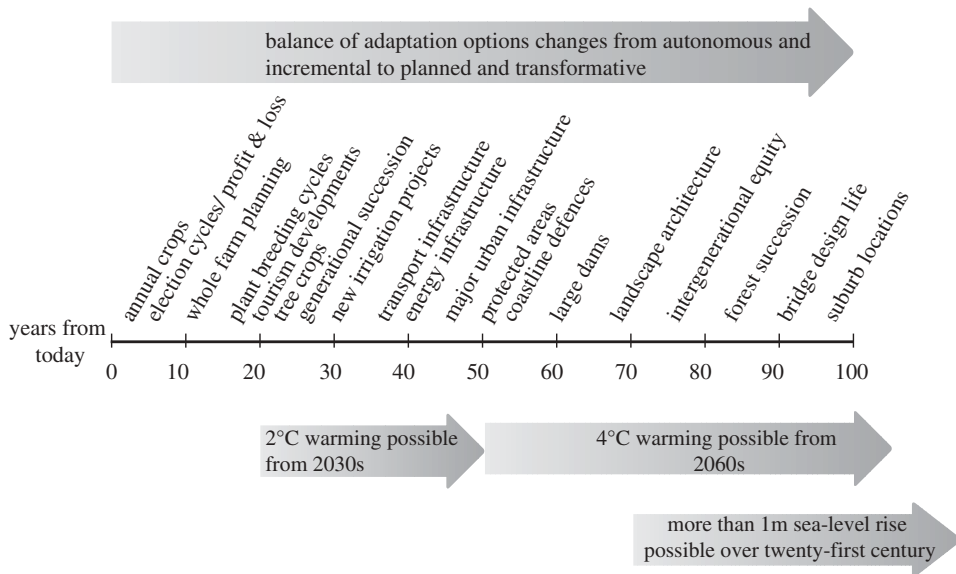 balance of adaptation options changes from autonomous and
incremental to planned and transformative
annual crops
election cycles/ profit & loss
whole farm planning
plant breeding cycles
tourism developments
tree crops
generational succession
new irrigation projects
transport infrastructure
energy infrastructure
major urban infrastructure
protected areas
coastline defences
large dams
landscape architecture
intergenerational equity
forest succession
bridge design life
suburb locations
years from
today
0 10 20 30 40 50 60 70 80 90 100
2°C warming possible
from 2030s
4°C warming possible from
2060s
more than 1m sea-level rise
possible over twenty-first century